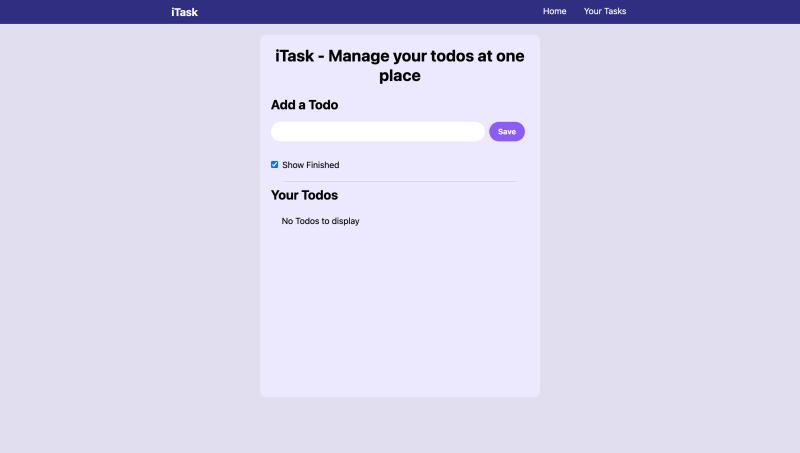 iTask
Home
Your Tasks
iTask - Manage your todos at one
place
Add a Todo
Save
Show Finished
Your Todos
No Todos to display